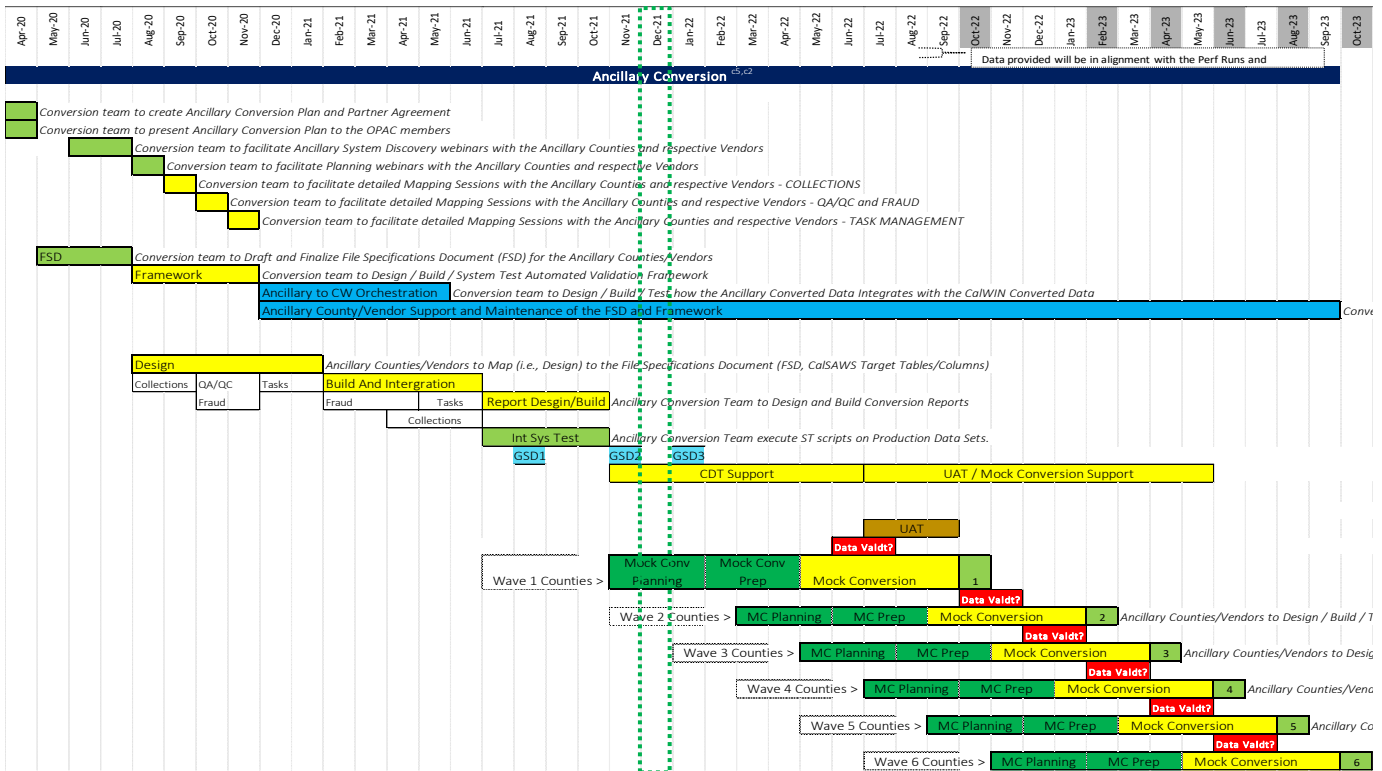 Apr-20 May-20 Jun-20 Jul-20 Aug-20 Sep-20 Oct-20 Nov-20 Dec-20 Jan-21 Feb-21 Mar-21 Apr-21 May-21 Jun-21 Jul-21 Aug-21 Sep-21 Oct-21 Nov-21 Dec-21 Jan-22 Feb-22 Mar-22 Apr-22 May-22 Jun-22 Jul-22 Aug-22 Sep-22 Oct-22 Nov-22 Dec-22 Jan-23 Feb-23 Mar-23 Apr-23 May-23 Jun-23 Jul-23 Aug-23 Sep-23 Oct-23
Data provided will be in alignment with the Perf Runs and
Ancillary Conversion c5,c2
Conversion team to create Ancillary Conversion Plan and Partner Agreement
Conversion team to present Ancillary Conversion Plan to the OPAC members
Conversion team to facilitate Ancillary System Discovery webinars with the Ancillary Counties and respective Vendors
Conversion team to facilitate Planning webinars with the Ancillary Counties and respective Vendors
Conversion team to facilitate detailed Mapping Sessions with the Ancillary Counties and respective Vendors - COLLECTIONS
Conversion team to facilitate detailed Mapping Sessions with the Ancillary Counties and respective Vendors - QA/QC and FRAUD
Conversion team to facilitate detailed Mapping Sessions with the Ancillary Counties and respective Vendors - TASK MANAGEMENT
FSD Conversion team to Draft and Finalize File Specifications Document (FSD) for the Ancillary Counties/Vendors
Framework Conversion team to Design / Build / System Test Automated Validation Framework
Ancillary to CW Orchestration Conversion team to Design / Build / Test how the Ancillary Converted Data Integrates with the CalWIN Converted Data
Ancillary County/Vendor Support and Maintenance of the FSD and Framework Conve
Design Ancillary Counties/Vendors to Map (i.e., Design) to the File Specifications Document (FSD, CalSAWS Target Tables/Columns)
Collections QA/QC Tasks Build And Intergration
Fraud Fraud Tasks Report Desgin/Build Ancillary Conversion Team to Design and Build Conversion Reports
Collections
Int Sys Test Ancillary Conversion Team execute ST scripts on Production Data Sets.
GSD1 GSD2 GSD3
CDT Support UAT / Mock Conversion Support
UAT
Data Valdt?
Wave 1 Counties > Mock Conv Planning Mock Conv Prep Mock Conversion 1
Data Valdt?
Wave 2 Counties > MC Planning MC Prep Mock Conversion 2 Ancillary Counties/Vendors to Design / Build / T
Data Valdt?
Wave 3 Counties > MC Planning MC Prep Mock Conversion 3 Ancillary Counties/Vendors to Desig
Data Valdt?
Wave 4 Counties > MC Planning MC Prep Mock Conversion 4 Ancillary Counties/Vend
Data Valdt?
Wave 5 Counties > MC Planning MC Prep Mock Conversion 5 Ancillary Co
Data Valdt?
Wave 6 Counties > MC Planning MC Prep Mock Conversion 6